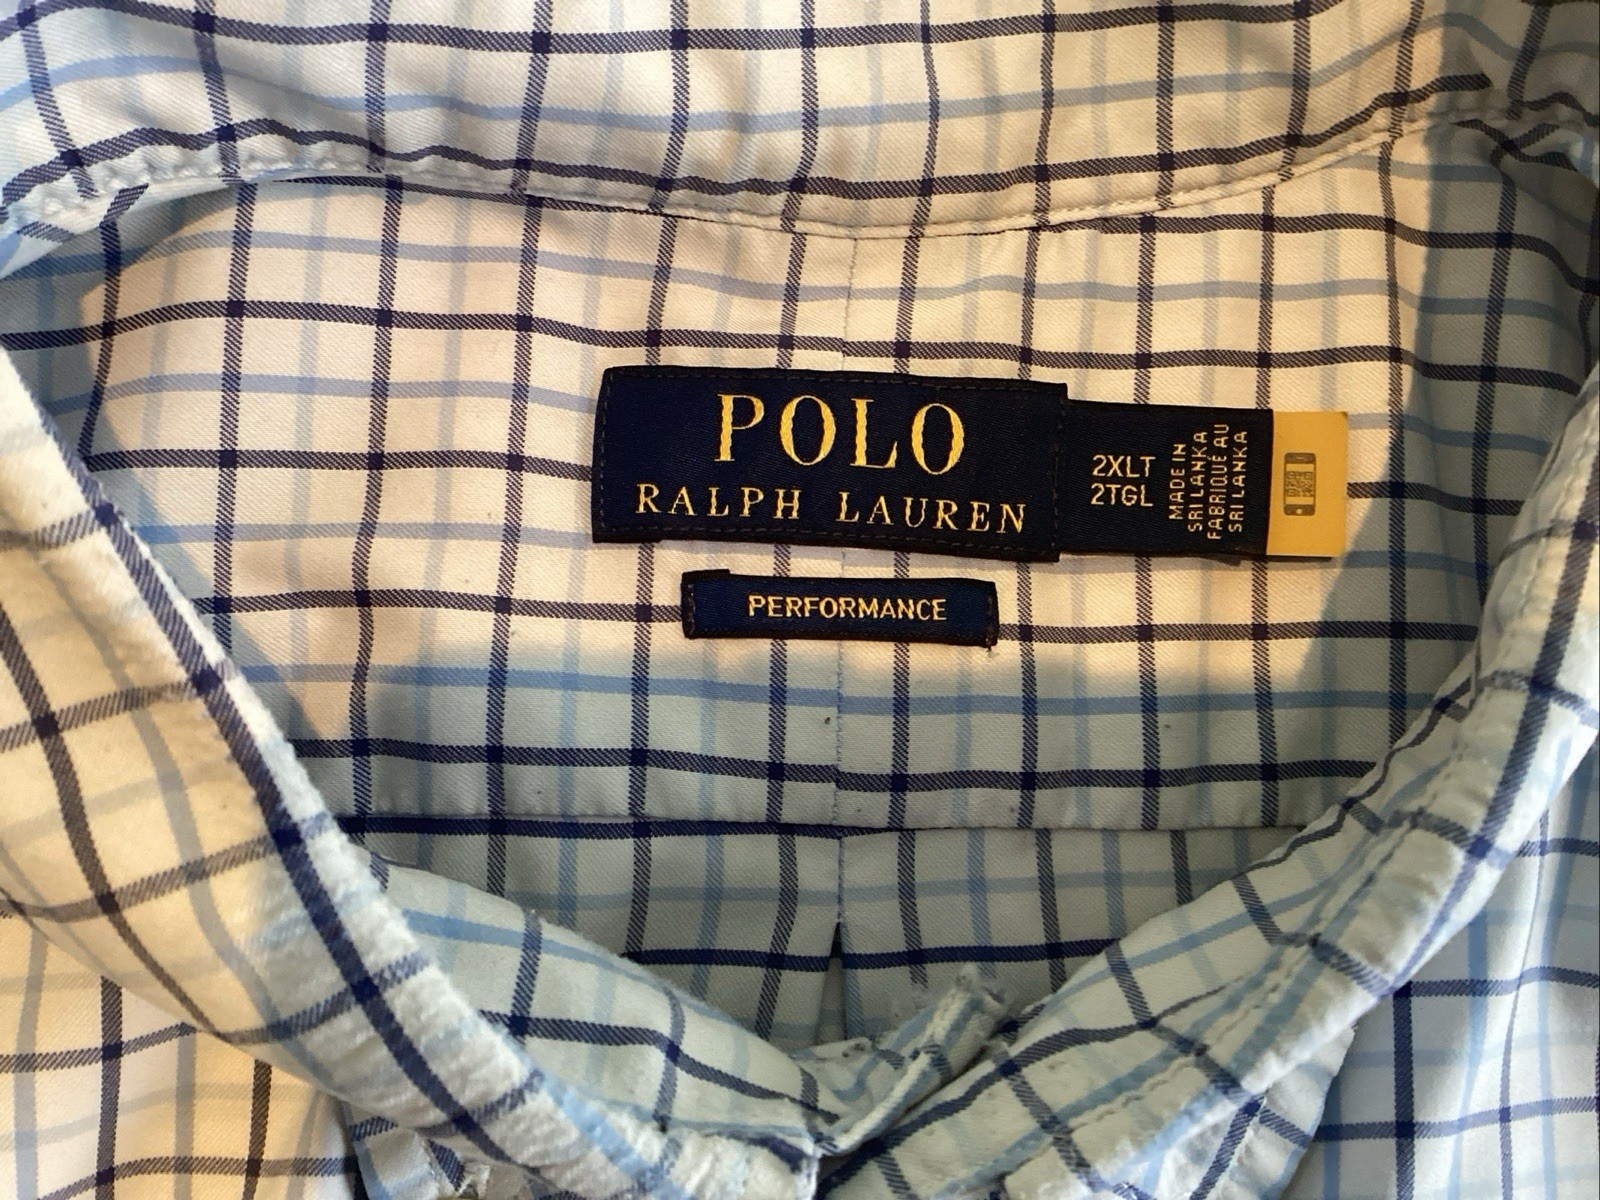 POLO
RALPH LAUREN
2XLT
2TGL
MADE IN
SRI LANKA
FABRIQUÉ AU
SRI LANKA
PERFORMANCE